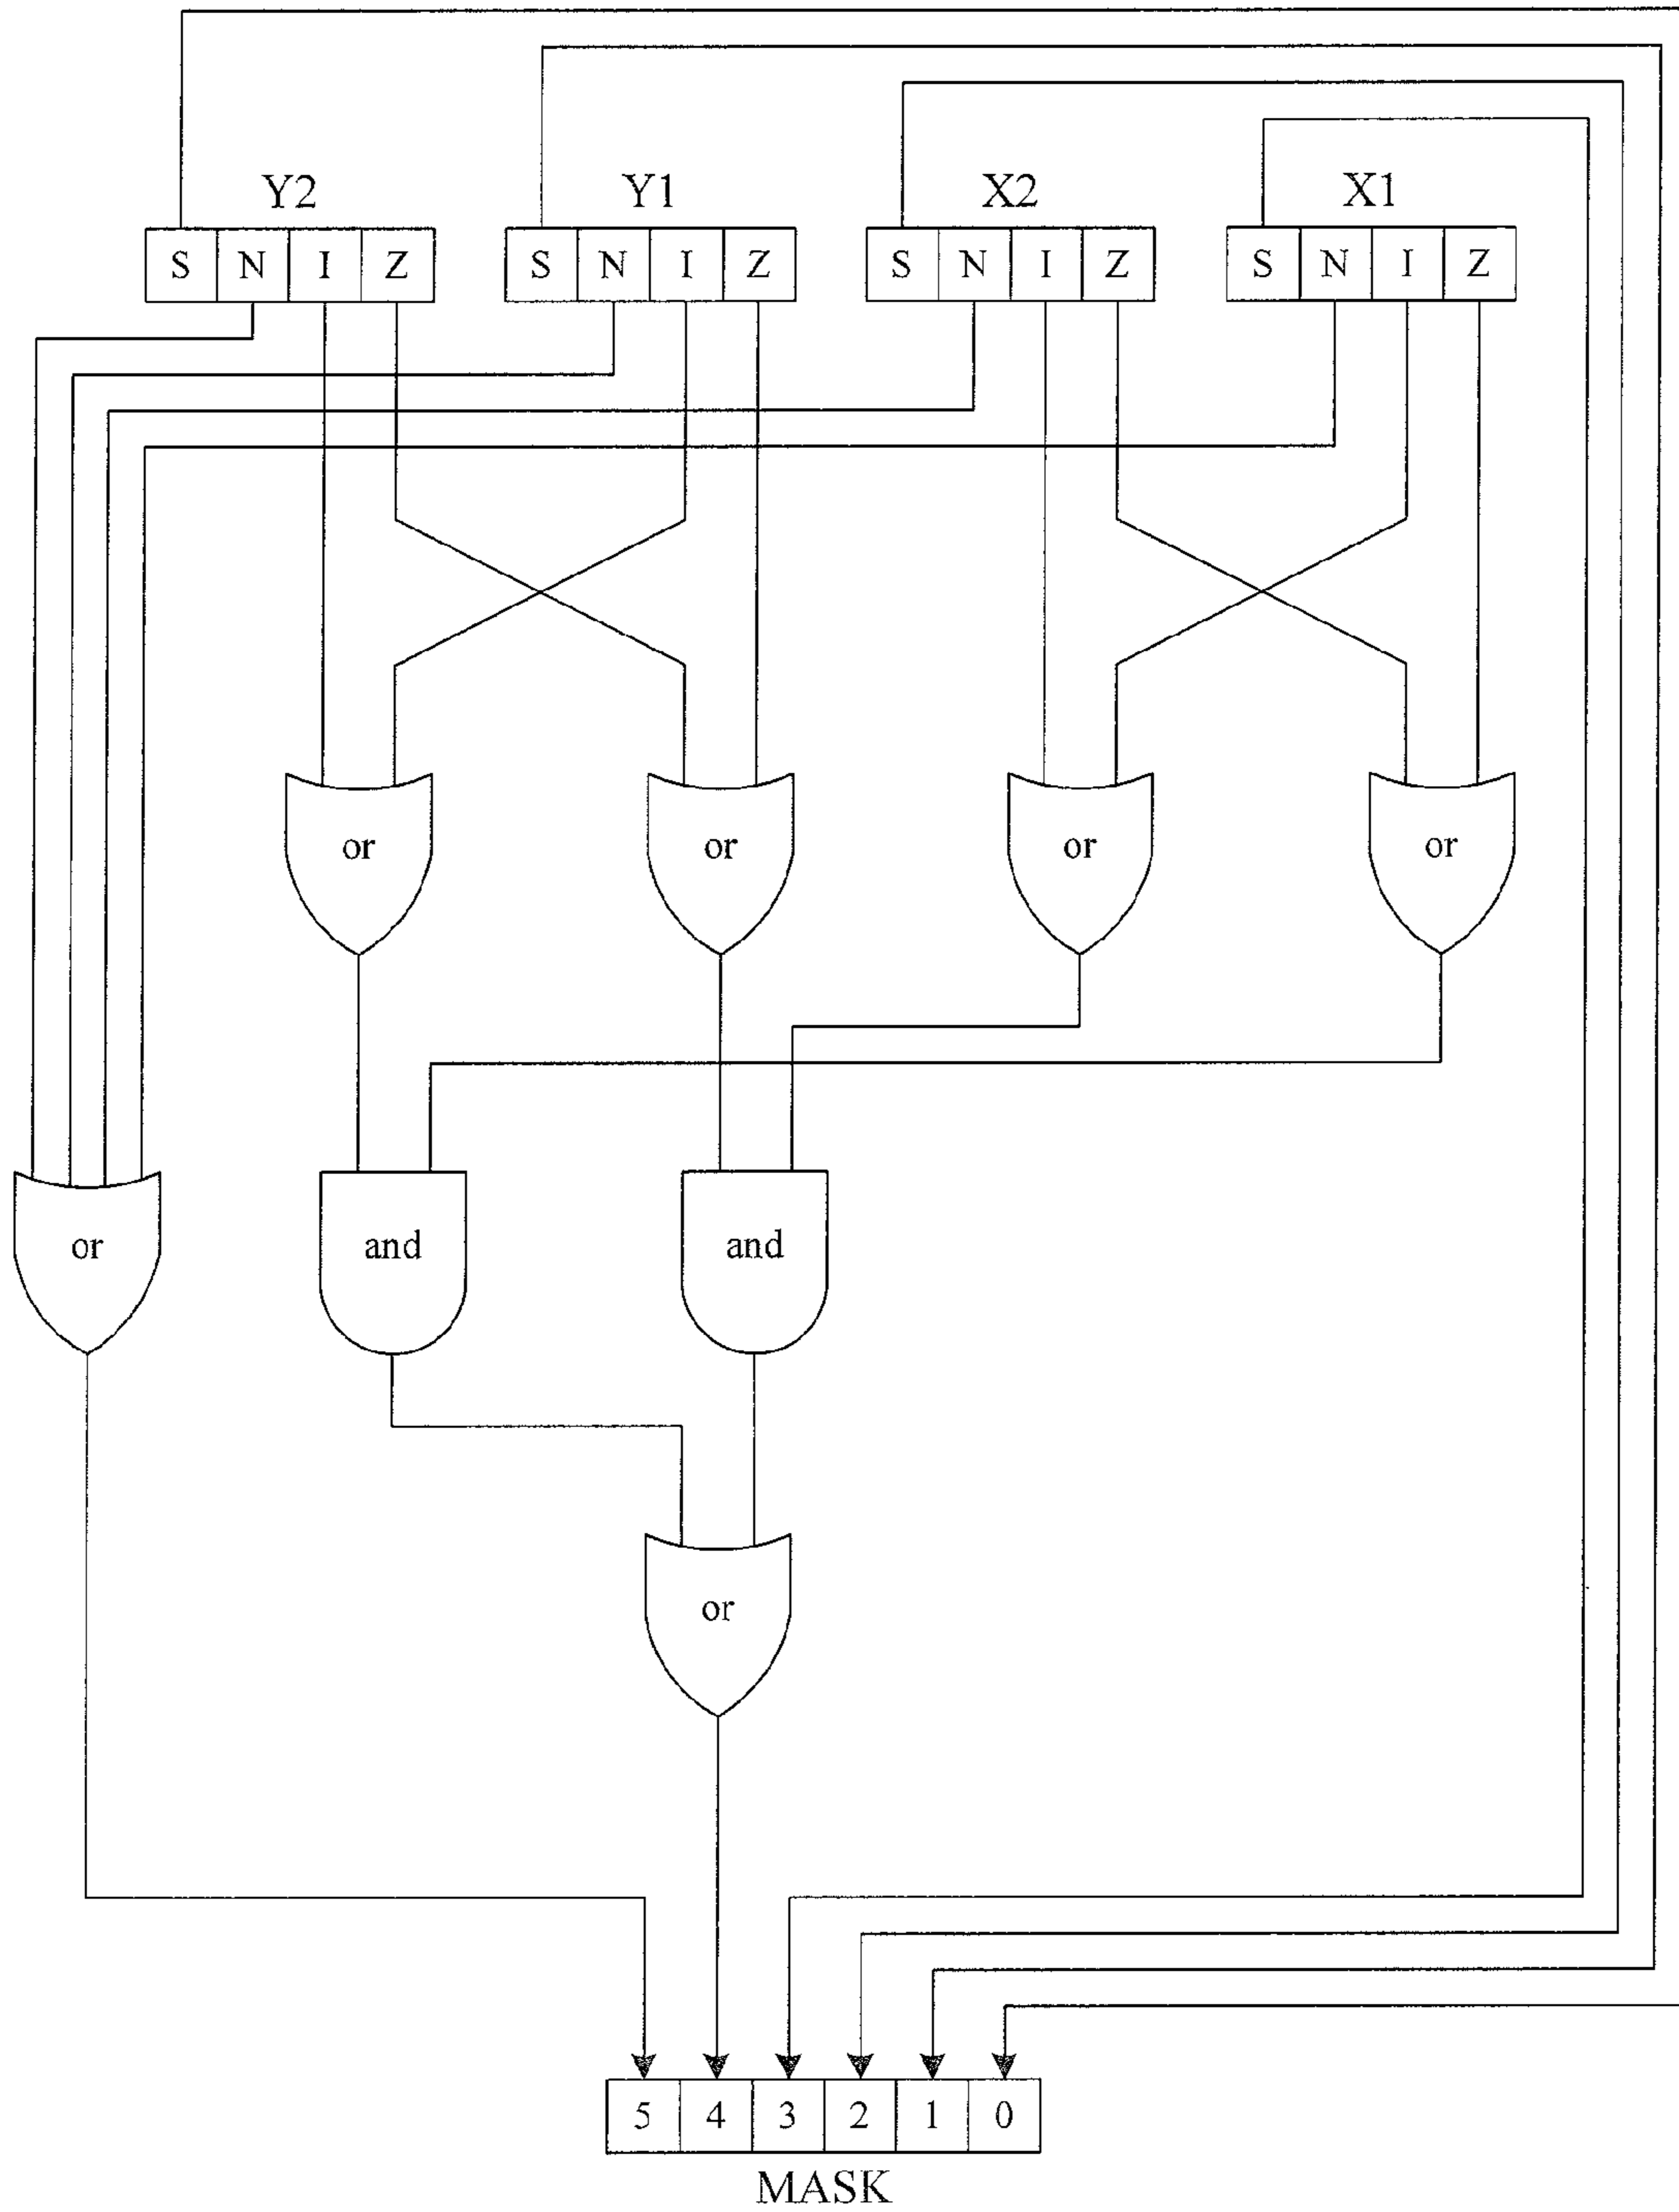 Y2 Y1 X2 X1
S N I Z S N I Z S N I Z S N I Z
or or or or
or and and
or
5 4 3 2 1 0
MASK